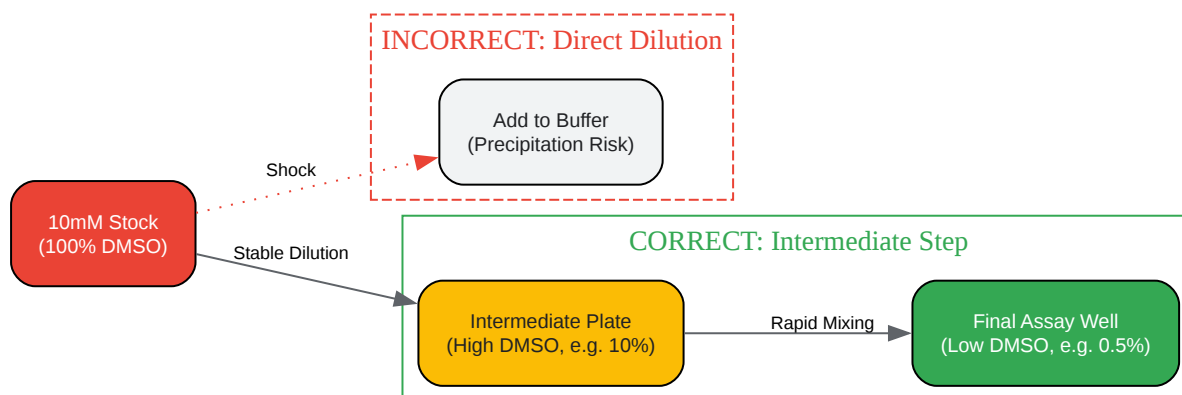 INCORRECT: Direct Dilution
Add to Buffer
(Precipitation Risk)
Shock
10mM Stock
(100% DMSO)
Stable Dilution
CORRECT: Intermediate Step
Intermediate Plate
(High DMSO, e.g. 10%)
Rapid Mixing
Final Assay Well
(Low DMSO, e.g. 0.5%)